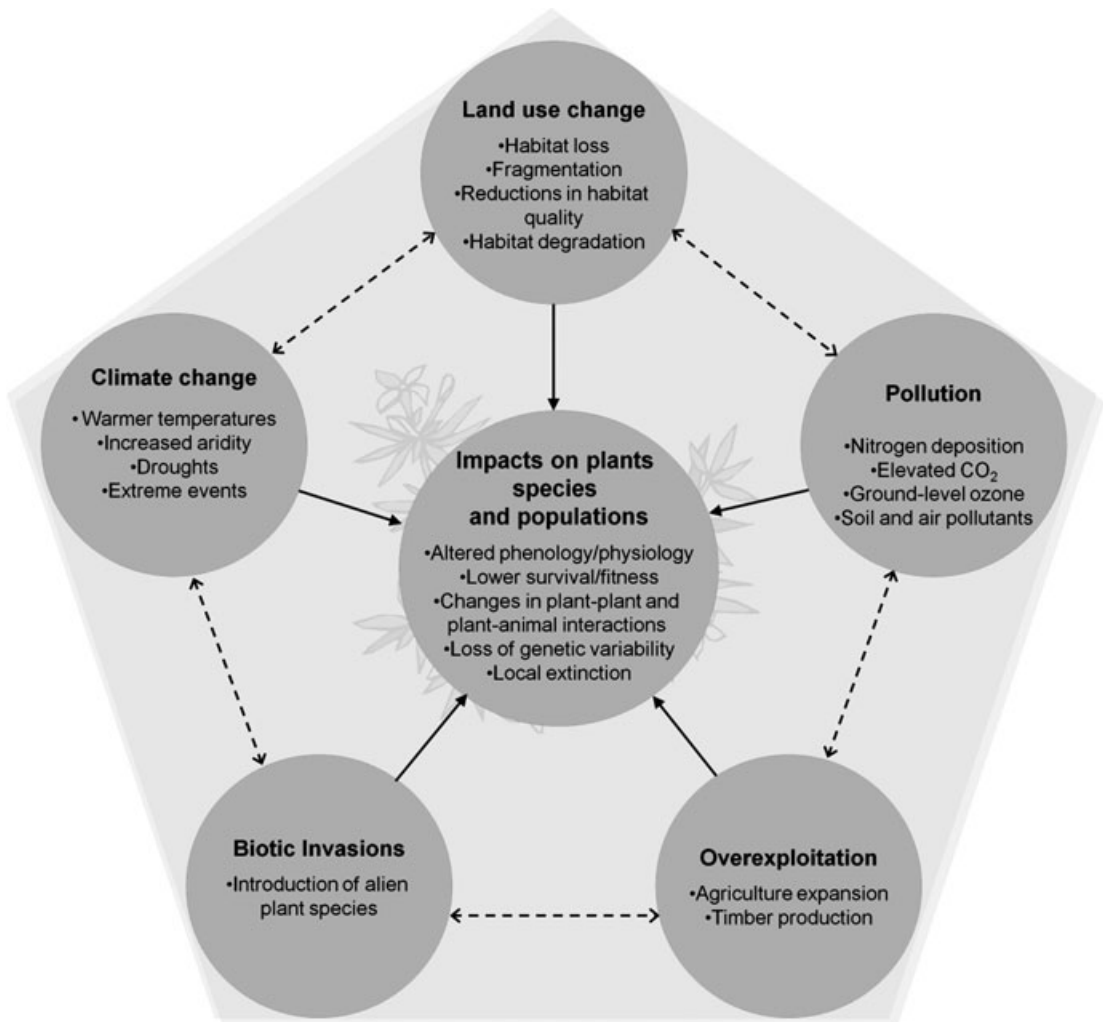 Land use change
•Habitat loss
•Fragmentation
•Reductions in habitat
quality
•Habitat degradation
Climate change
• Warmer temperatures
•Increased aridity
•Droughts
•Extreme events
Pollution
•Nitrogen deposition
•Elevated CO₂
•Ground-level ozone
•Soil and air pollutants
Impacts on plants
species
and populations
•Altered phenology/physiology
•Lower survival/fitness
•Changes in plant-plant and
plant-animal interactions
•Loss of genetic variability
•Local extinction
Biotic Invasions
•Introduction of alien
plant species
Overexploitation
•Agriculture expansion
•Timber production